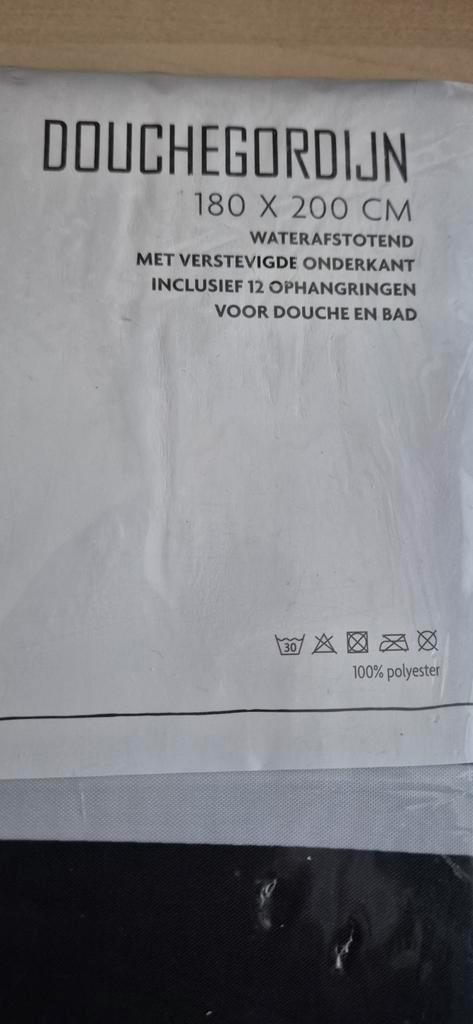 DOUCHEGORDIJN
180 X 200 CM
WATERAFSTOTEND
MET VERSTEVIGDE ONDERKANT
INCLUSIEF 12 OPHANGRINGEN
VOOR DOUCHE EN BAD
30
100% polyester